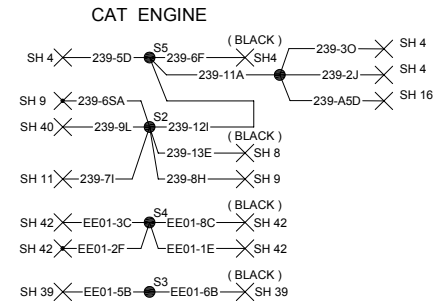 CAT ENGINE
S5 ( BLACK )
SH 4 239-5D 239-6F SH4 239-3O SH 4
239-11A 239-2J SH 4
SH 9 239-6SA 239-A5D SH 16
S2
SH 40 239-9L 239-12I
( BLACK )
239-13E SH 8
SH 11 239-7I 239-8H SH 9
S4 ( BLACK )
SH 42 EE01-3C EE01-8C SH 42
SH 42 EE01-2F EE01-1E SH 42
S3 ( BLACK )
SH 39 EE01-5B EE01-6B SH 39